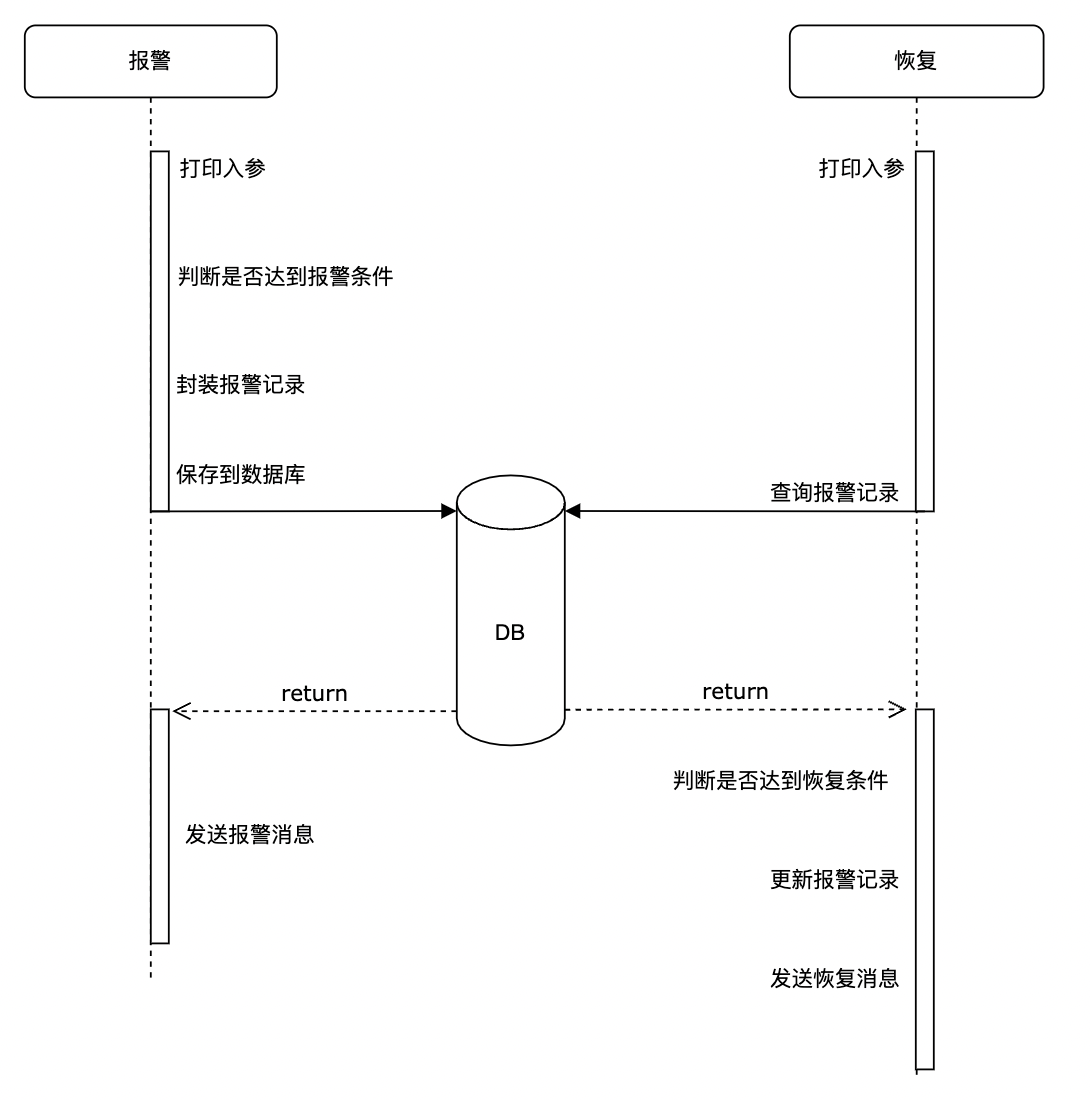 报警
恢复
打印入参
打印入参
判断是否达到报警条件
封装报警记录
保存到数据库
查询报警记录
DB
return
return
判断是否达到恢复条件
发送报警消息
更新报警记录
发送恢复消息